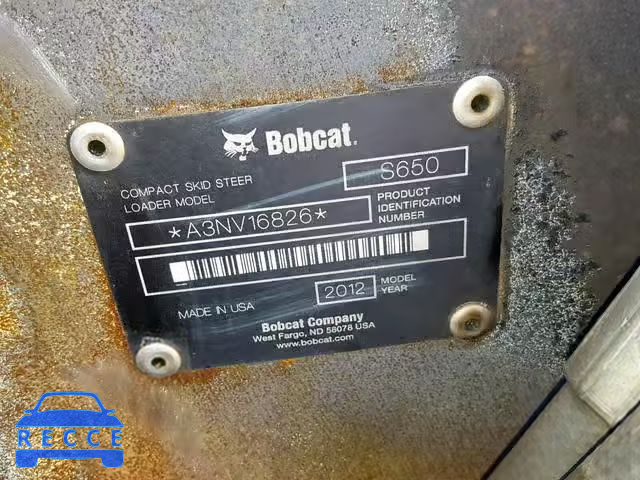 Bobcat.
COMPACT SKID STEER
LOADER MODEL
S650
*A3NV16826*
PRODUCT
IDENTIFICATION
NUMBER
MADE IN USA
2012
MODEL
YEAR
Bobcat Company
West Fargo, ND 58078 USA
www.bobcat.com
RECCE